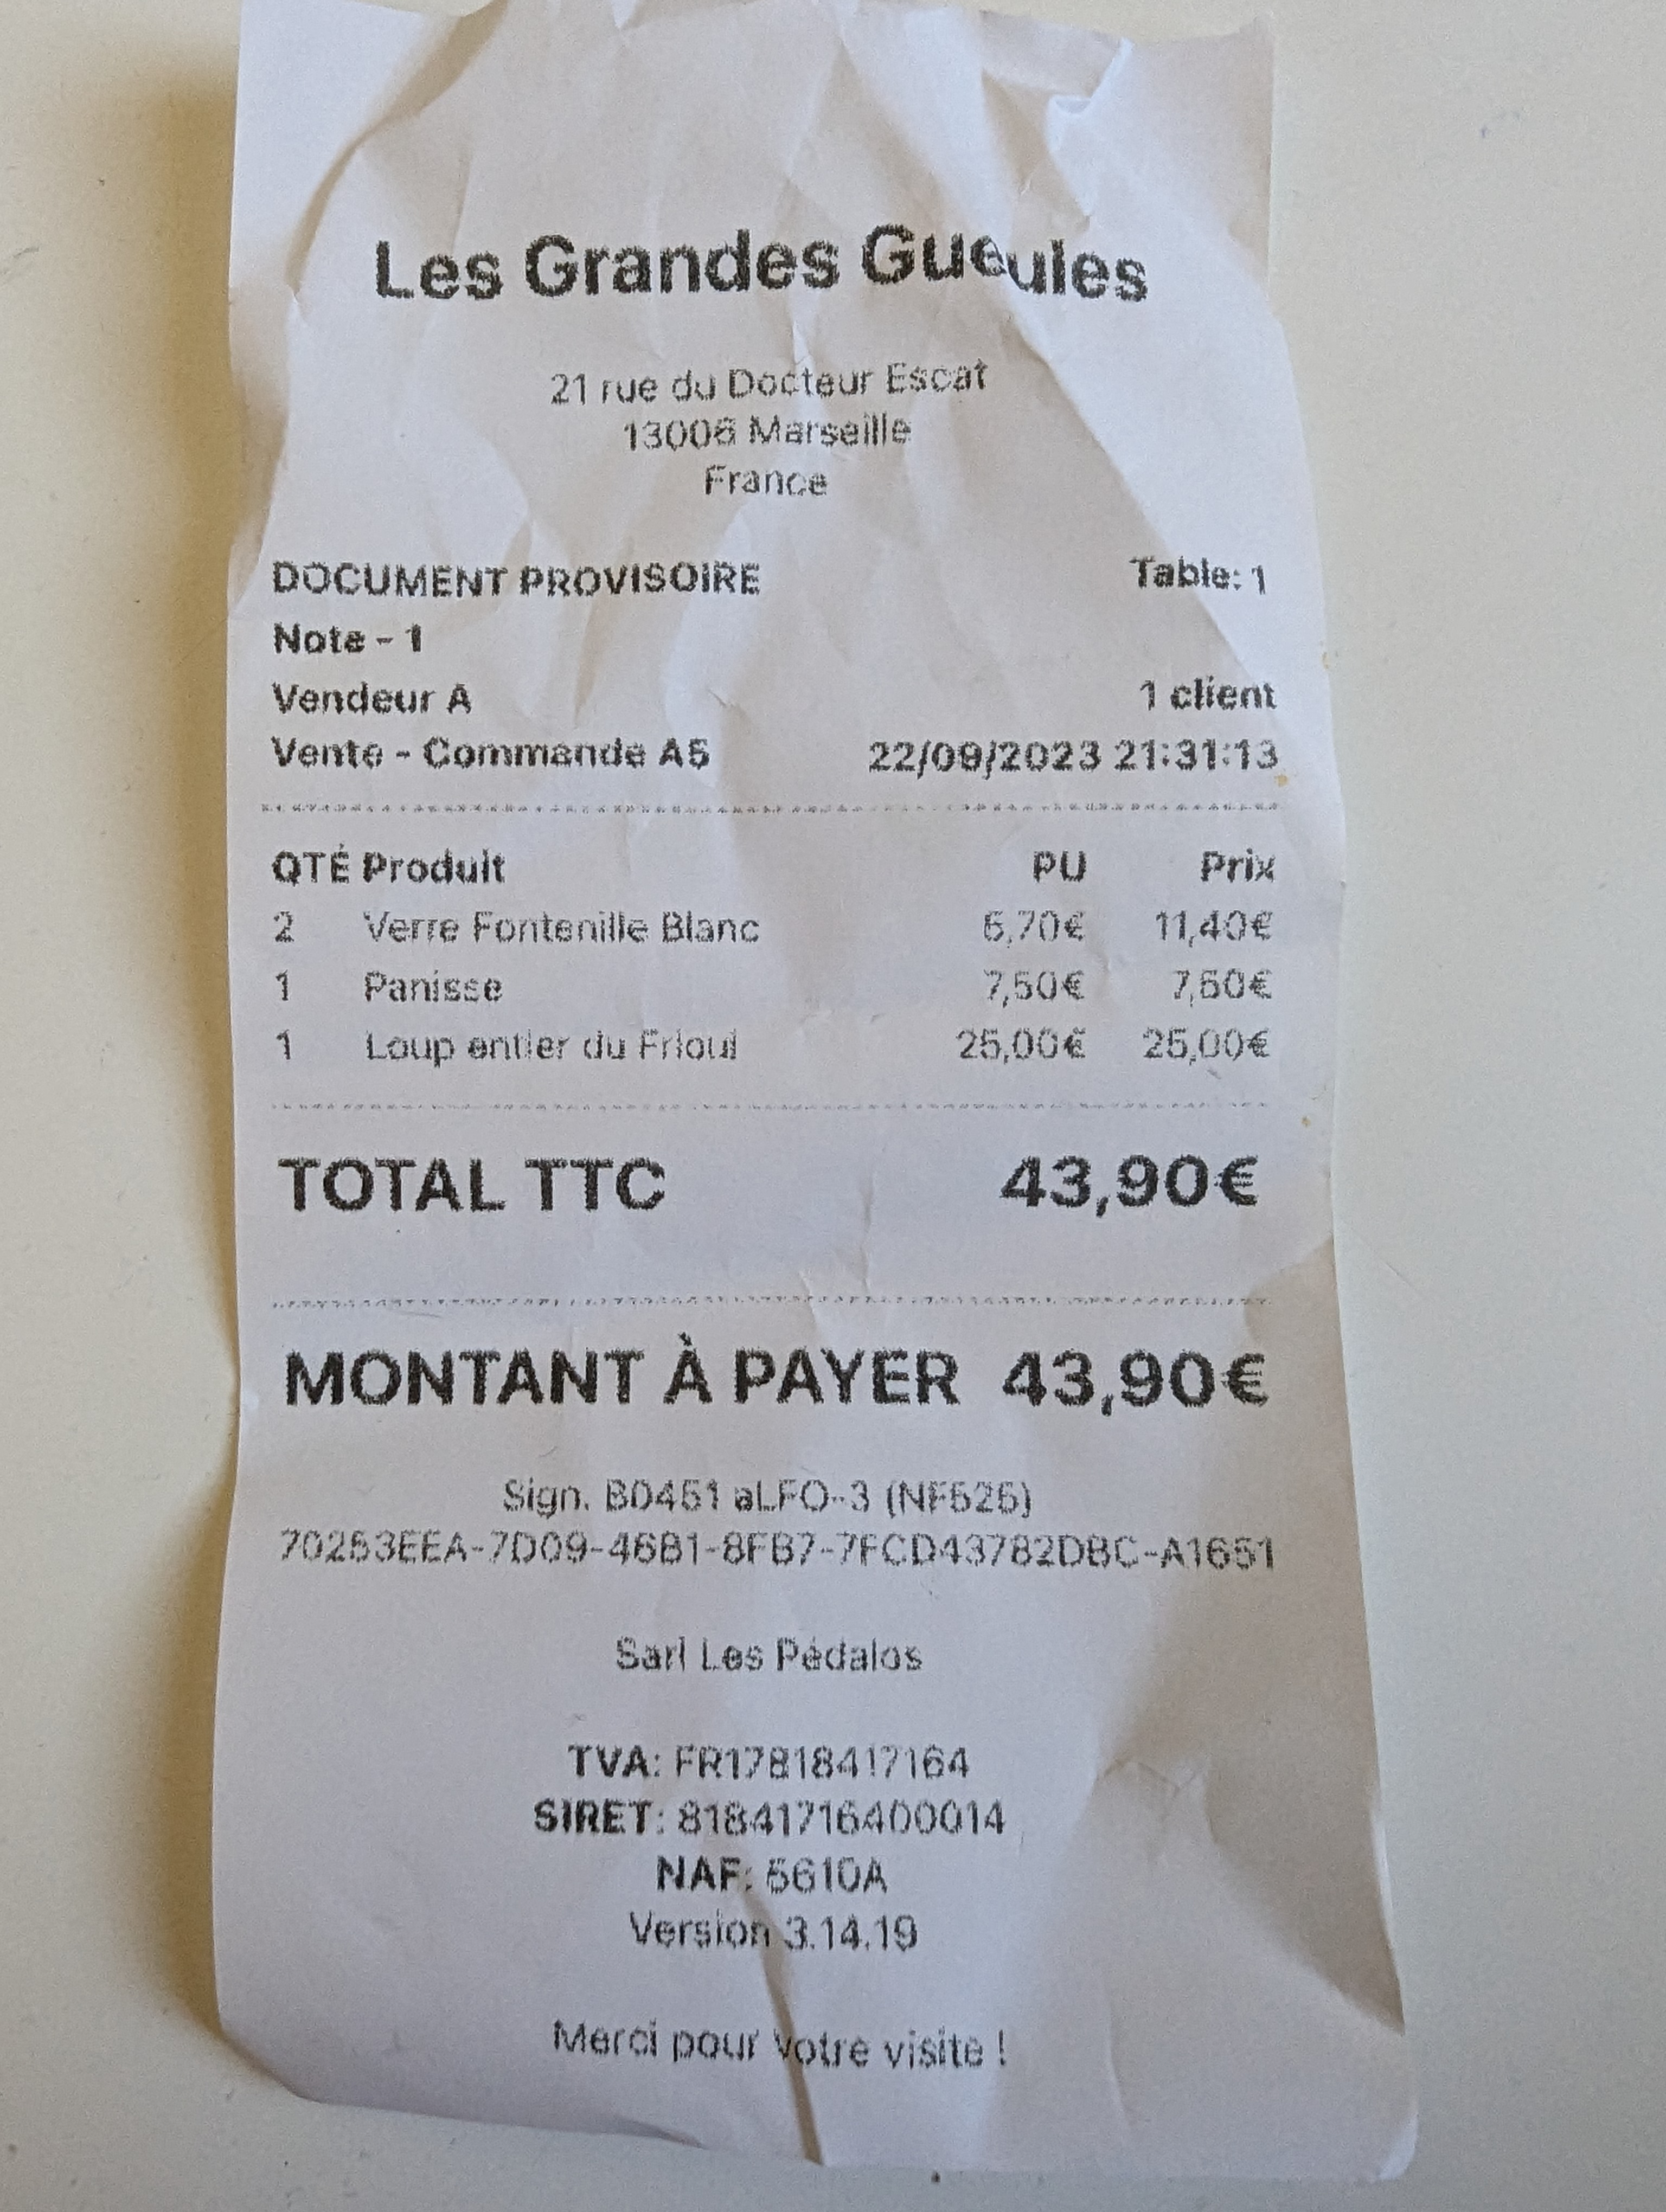 Les Grandes Gueules
21 rue du Docteur Escat
13006 Marseille
France
DOCUMENT PROVISOIRE Table: 1
Note - 1
Vendeur A 1 client
Vente - Commande A5 22/09/2023 21:31:13
QTÉ Produit PU Prix
2 Verre Fontenille Blanc 5,70€ 11,40€
1 Panisse 7,50€ 7,50€
1 Loup entier du Frioul 25,00€ 25,00€
TOTAL TTC 43,90€
MONTANT À PAYER 43,90€
Sign. B0451 aLFO-3 (NF525)
70253EEA-7D09-46B1-8FB7-7FCD43782DBC-A1651
Sarl Les Pédalos
TVA: FR17818417164
SIRET: 81841716400014
NAF: 5610A
Version 3.14.19
Merci pour votre visite !